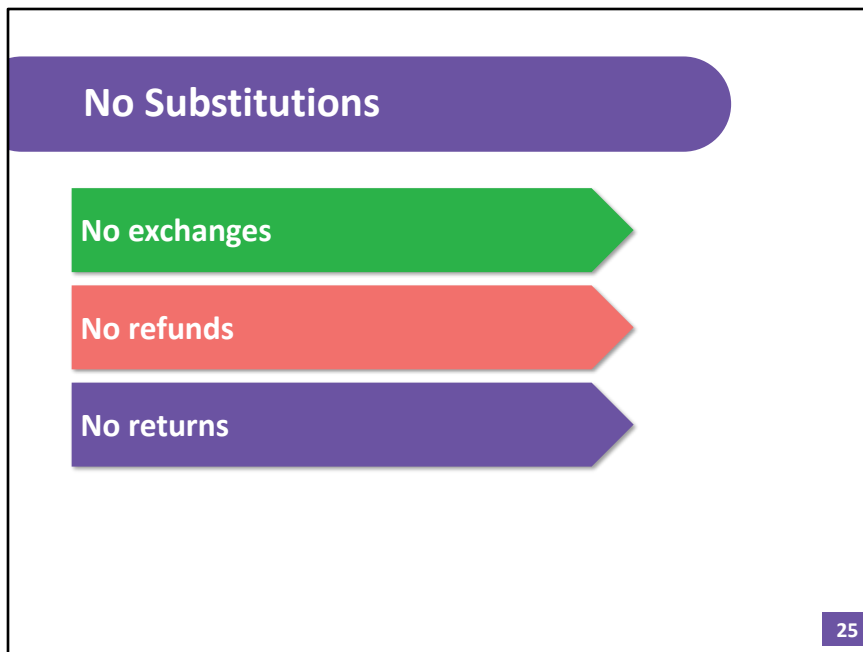 No Substitutions
No exchanges
No refunds
No returns
25